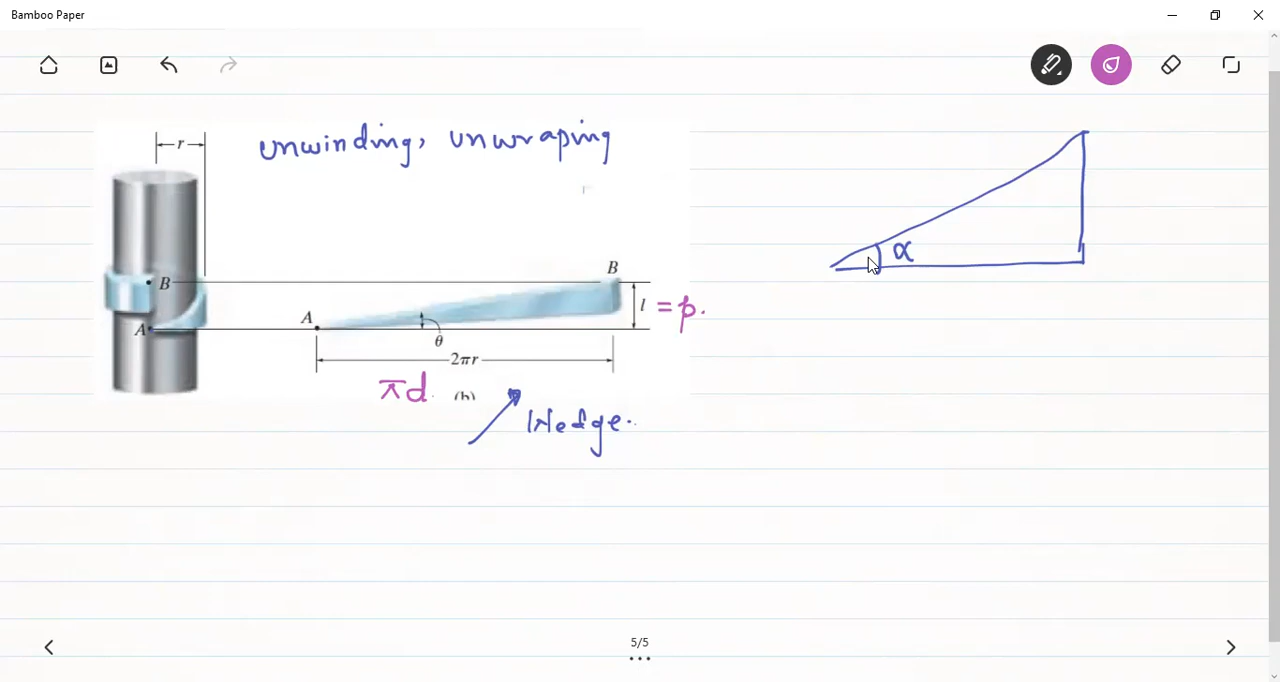 Bamboo Paper
r
unwinding, unwraping
α
B
B
A
A
l = p.
θ
2πr
πd
(b)
Wedge.
5/5